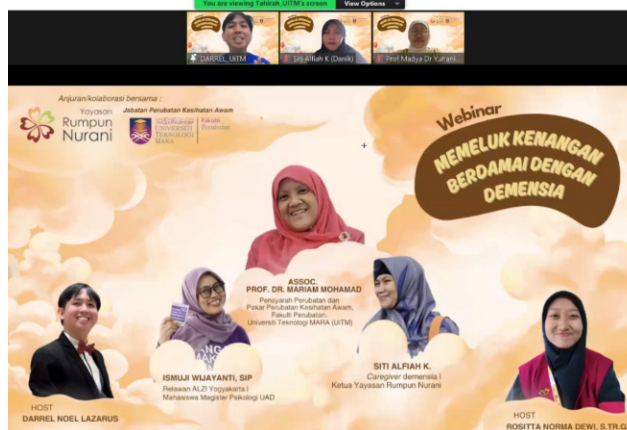 You are viewing Tahirah_UITM's screen
View Options
DARREL_UITM
Siti Alfiah K (Danik)
Prof Madya Dr Yuhani
Anjuran/kolaborasi bersama :
Yayasan
Rumpun
Nurani
Jabatan Perubatan Kesihatan Awam
UNIVERSITI
TEKNOLOGI
MARA
Fakulti
Perubatan
Webinar
MEMELUK KENANGAN
BERDAMAI DENGAN
DEMENSIA
ASSOC.
PROF. DR. MARIAM MOHAMAD
Pensyarah Perubatan dan
Pakar Perubatan Kesihatan Awam,
Fakulti Perubatan,
Universiti Teknologi MARA (UiTM)
ISMUJI WIJAYANTI, SIP
Relawan ALZI Yogyakarta |
Mahasiswa Magister Psikologi UAD
SITI ALFIAH K.
Caregiver demensia |
Ketua Yayasan Rumpun Nurani
HOST
DARREL NOEL LAZARUS
HOST
ROSITTA NORMA DEWI, S.TR.G